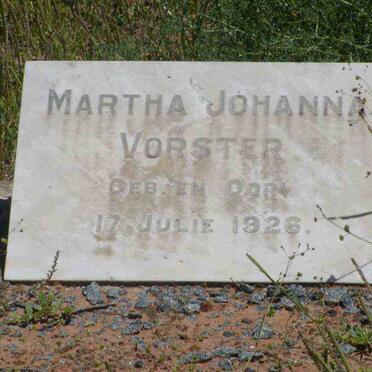 MARTHA JOHANNA
VORSTER
GEB. EN OORL.
17. JULIE 1926.